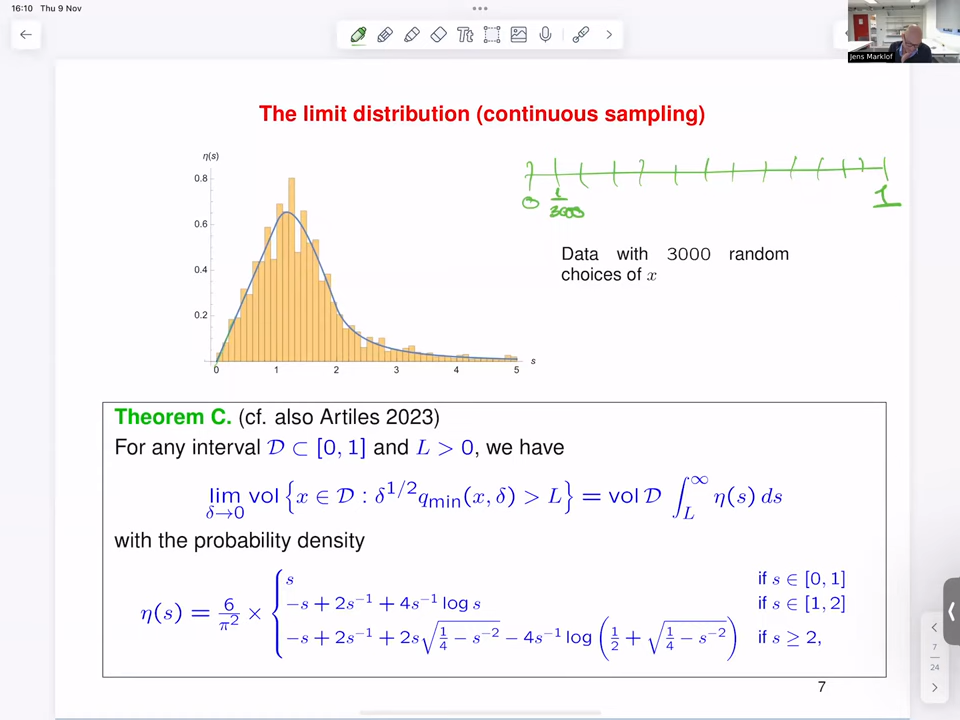 16:10 Thu 9 Nov
Tt
Jens Marklof
The limit distribution (continuous sampling)
η(s)
0.8
0.6
0.4
0.2
0 1 2 3 4 5
s
0 1/3000 1
Data with 3000 random
choices of x
Theorem C. (cf. also Artiles 2023)
For any interval 𝒟 ⊂ [0, 1] and L > 0, we have
lim_{δ→0} vol { x ∈ 𝒟 : δ^{1/2} q_min(x, δ) > L } = vol 𝒟 ∫_L^∞ η(s) ds
with the probability density
η(s) = 6/π² × {
s if s ∈ [0, 1]
−s + 2s^{−1} + 4s^{−1} log s if s ∈ [1, 2]
−s + 2s^{−1} + 2s√(1/4 − s^{−2}) − 4s^{−1} log (1/2 + √(1/4 − s^{−2})) if s ≥ 2,
7
7
24